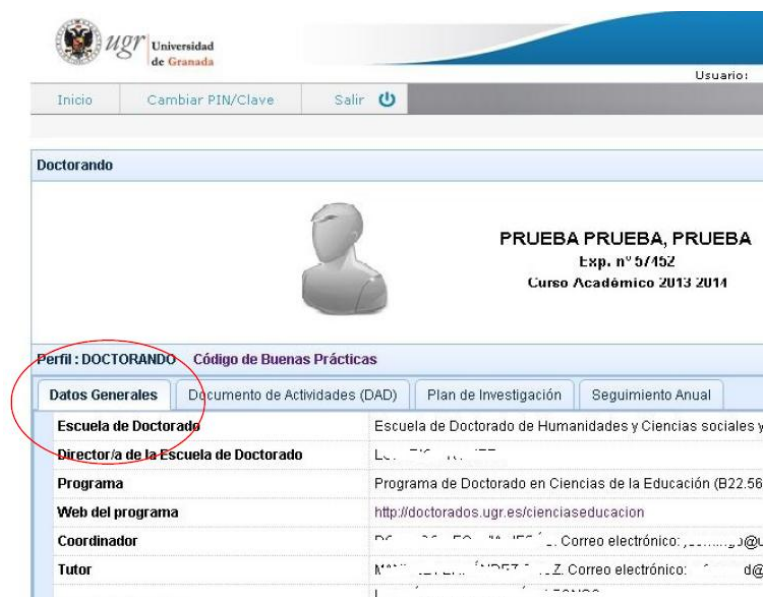 ugr Universidad
de Granada
Usuario:
Inicio Cambiar PIN/Clave Salir
Doctorando
PRUEBA PRUEBA, PRUEBA
Exp. nº 57452
Curso Académico 2013 2014
Perfil : DOCTORANDO Código de Buenas Prácticas
Datos Generales Documento de Actividades (DAD) Plan de Investigación Seguimiento Anual
Escuela de Doctorado Escuela de Doctorado de Humanidades y Ciencias sociales y
Director/a de la Escuela de Doctorado
Programa Programa de Doctorado en Ciencias de la Educación (B22.56
Web del programa http://doctorados.ugr.es/cienciaseducacion
Coordinador Correo electrónico:
Tutor Correo electrónico: